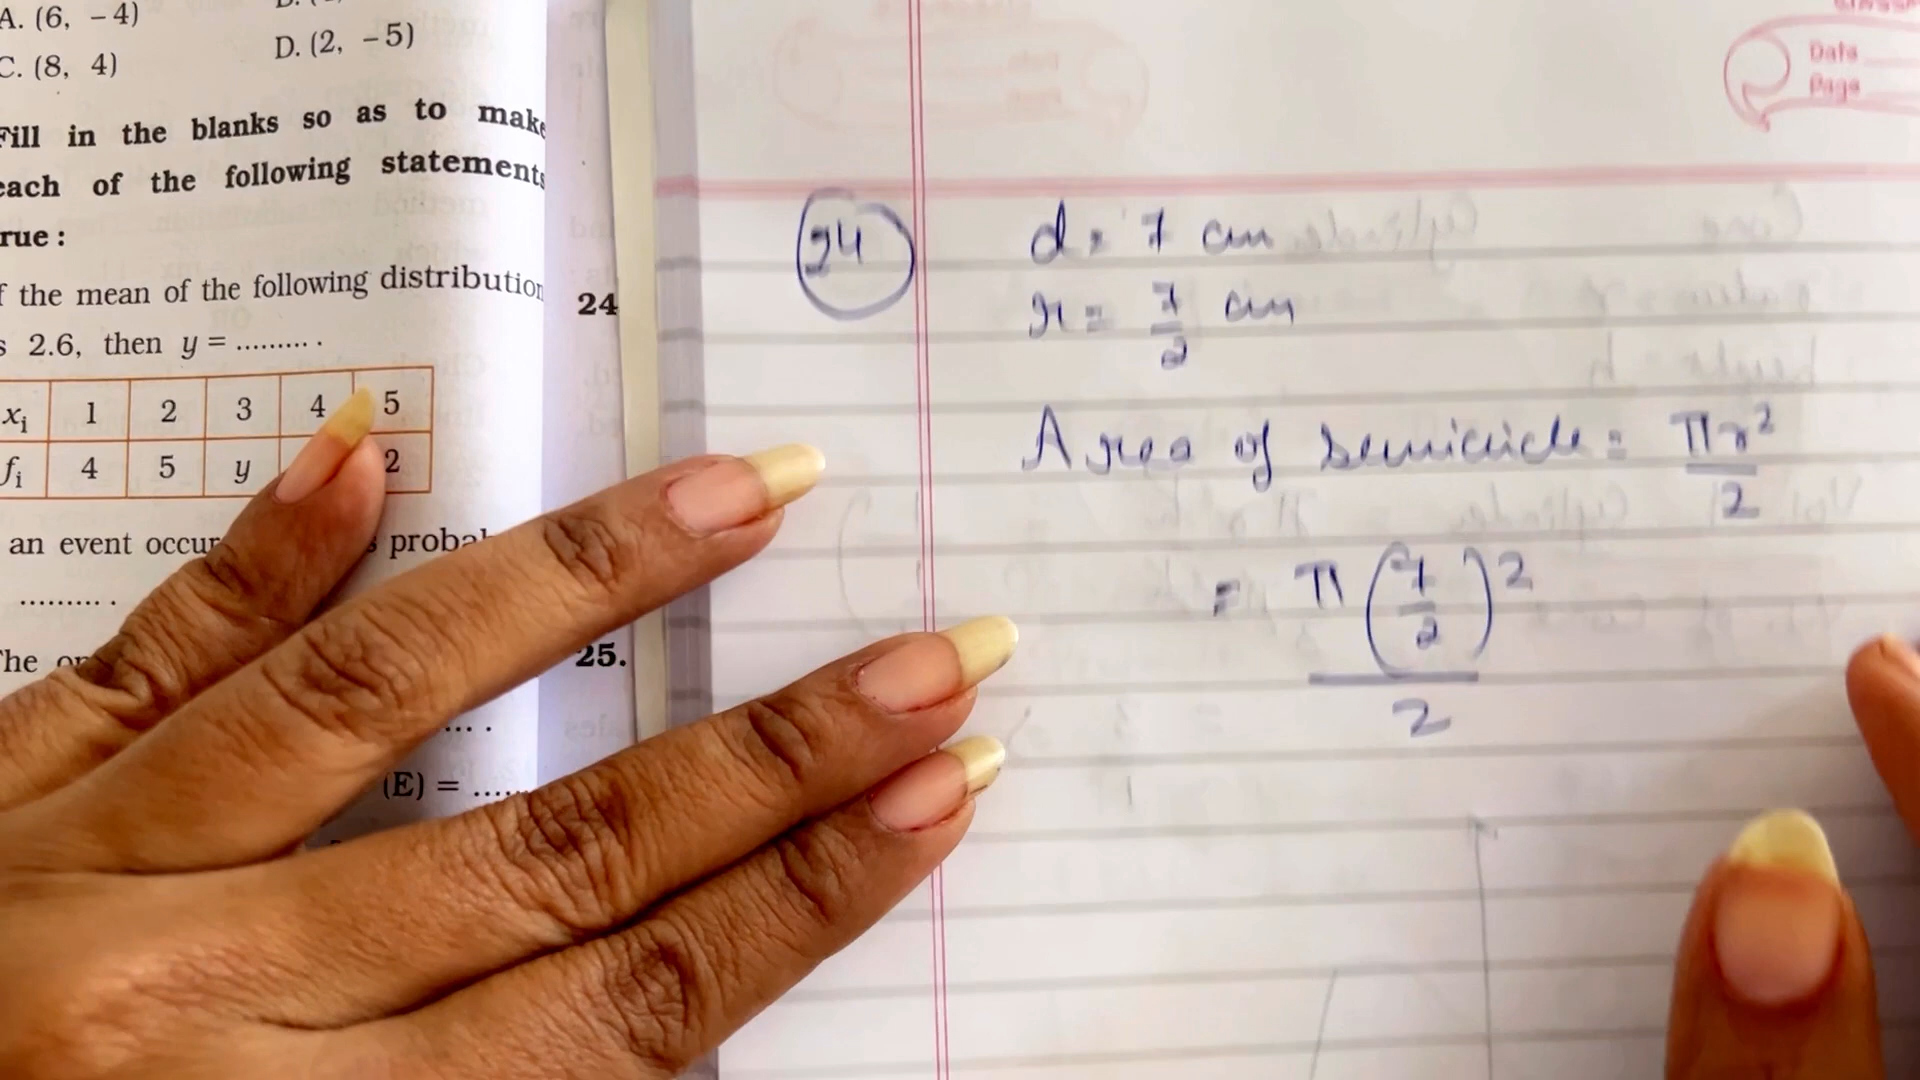 A. (6, – 4)
C. (8, 4)
D. (2, – 5)
Fill in the blanks so as to make
each of the following statements
rue :
f the mean of the following distribution
s 2.6, then y = ......... .
xi 1 2 3 4 5
fi 4 5 y 2
an event occur probab
......... .
The
.... .
(E) = ......
24
25.
Date
Page
24
d = 7 cm
r = 7/2 cm
Area of semicircle = πr²/2
= π(7/2)²/2